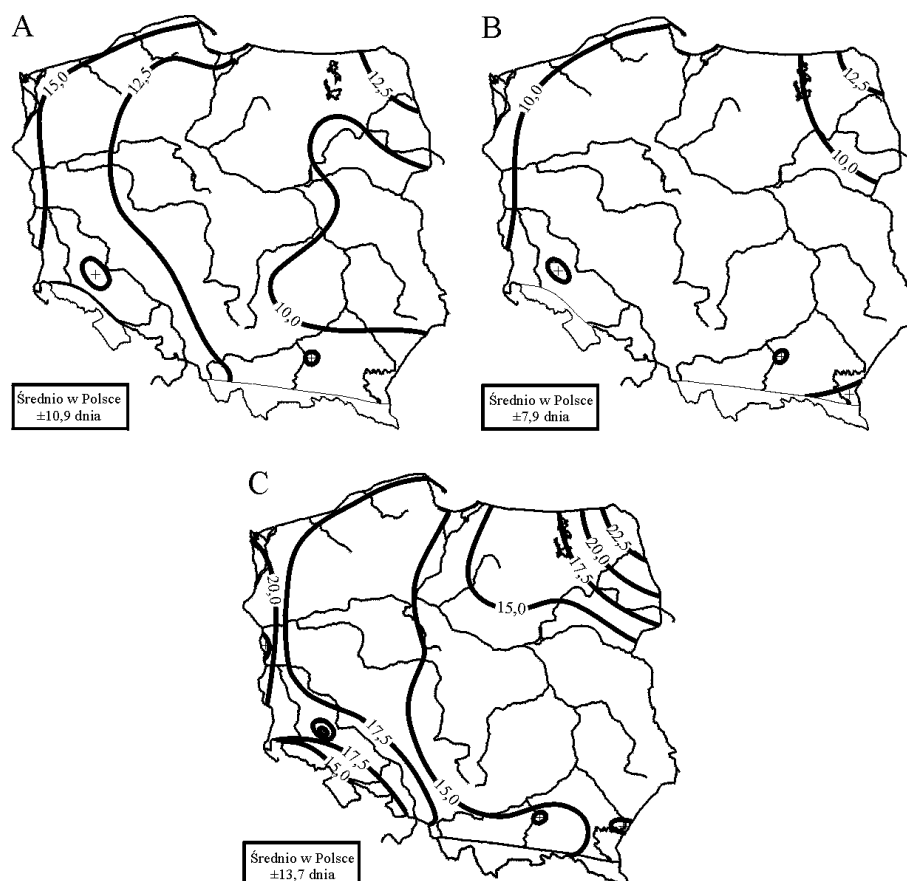 A
15,0
12,5
12,5
10,0
Średnio w Polsce
±10,9 dnia
B
10,0
12,5
10,0
Średnio w Polsce
±7,9 dnia
C
20,0
22,5
20,0
17,5
15,0
17,5
17,5
15,0
15,0
Średnio w Polsce
±13,7 dnia